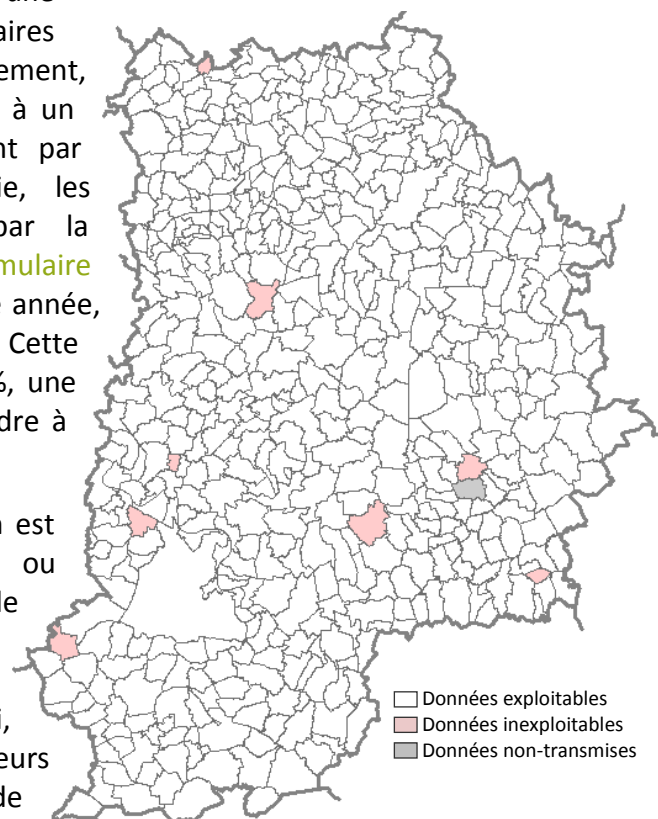 une
aires
ement,
à un
nt par
ie, les
par la
mulaire
e année,
Cette
%, une
dre à
n est
ou
de
i,
eurs
de
Données exploitables
Données inexploitables
Données non-transmises